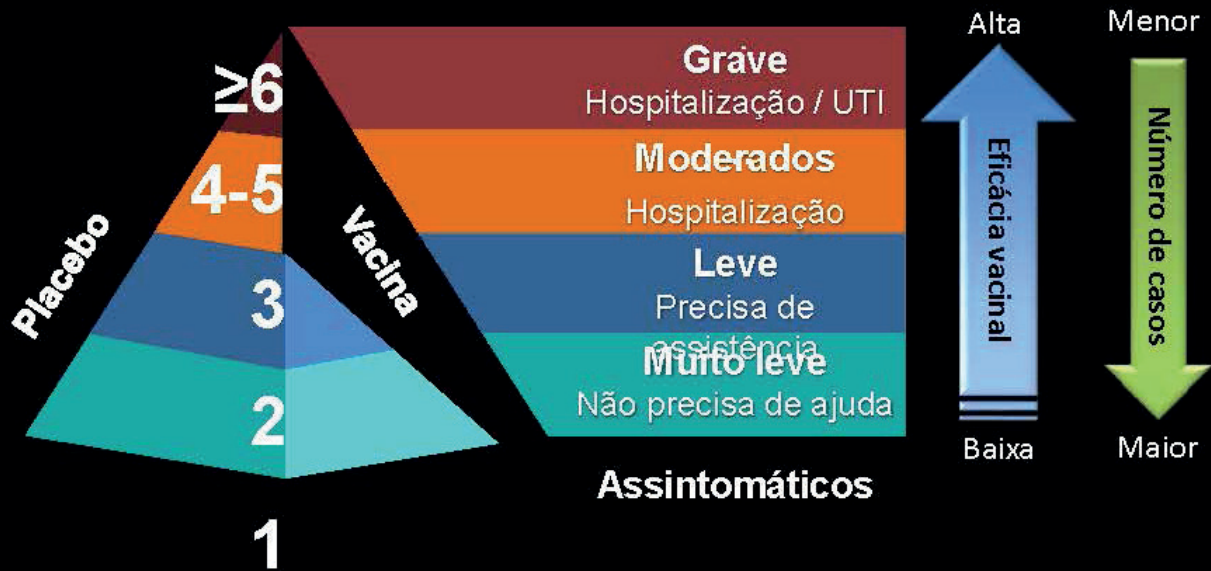 ≥6
4-5
3
2
1
Placebo
Vacina
Grave
Hospitalização / UTI
Moderados
Hospitalização
Leve
Precisa de
assistência
Muito leve
Não precisa de ajuda
Assintomáticos
Alta
Eficácia vacinal
Baixa
Menor
Número de casos
Maior